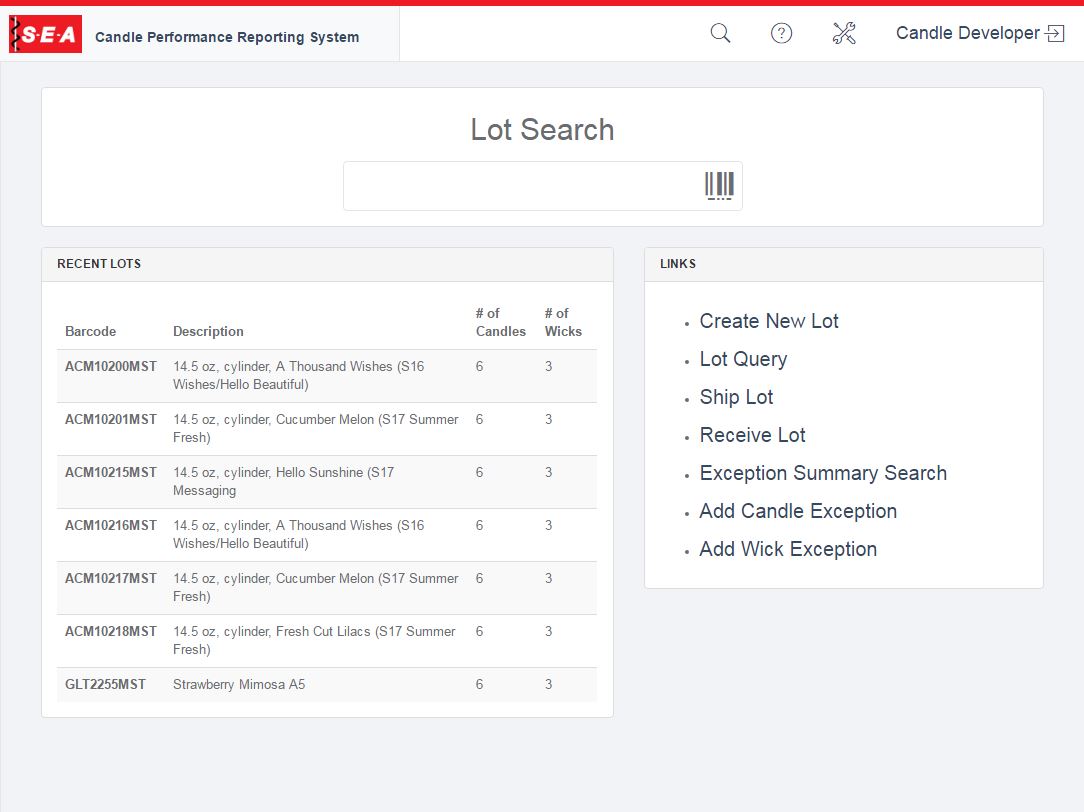 S-E-A
Candle Performance Reporting System
?
Candle Developer
Lot Search
RECENT LOTS
Barcode Description # of Candles # of Wicks
ACM10200MST 14.5 oz, cylinder, A Thousand Wishes (S16 6 3
Wishes/Hello Beautiful)
ACM10201MST 14.5 oz, cylinder, Cucumber Melon (S17 Summer 6 3
Fresh)
ACM10215MST 14.5 oz, cylinder, Hello Sunshine (S17 6 3
Messaging
ACM10216MST 14.5 oz, cylinder, A Thousand Wishes (S16 6 3
Wishes/Hello Beautiful)
ACM10217MST 14.5 oz, cylinder, Cucumber Melon (S17 Summer 6 3
Fresh)
ACM10218MST 14.5 oz, cylinder, Fresh Cut Lilacs (S17 Summer 6 3
Fresh)
GLT2255MST Strawberry Mimosa A5 6 3
LINKS
Create New Lot
Lot Query
Ship Lot
Receive Lot
Exception Summary Search
Add Candle Exception
Add Wick Exception